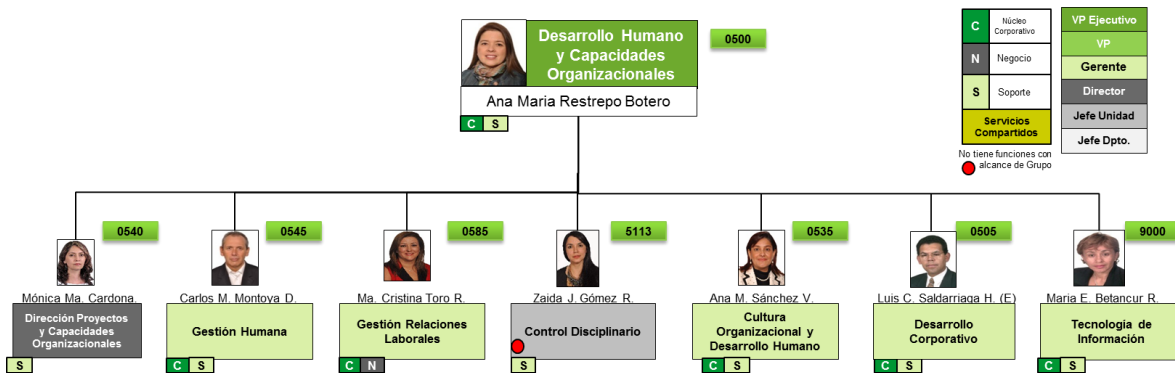 Desarrollo Humano
y Capacidades
Organizacionales
0500
Ana Maria Restrepo Botero
C S
C Núcleo
Corporativo
N Negocio
S Soporte
Servicios
Compartidos
No tiene funciones con
alcance de Grupo
VP Ejecutivo
VP
Gerente
Director
Jefe Unidad
Jefe Dpto.
0540
Mónica Ma. Cardona.
Dirección Proyectos
y Capacidades
Organizacionales
S
0545
Carlos M. Montoya D.
Gestión Humana
C S
0585
Ma. Cristina Toro R.
Gestión Relaciones
Laborales
C N
5113
Zaida J. Gómez R.
Control Disciplinario
S
0535
Ana M. Sánchez V.
Cultura
Organizacional y
Desarrollo Humano
C S
0505
Luis C. Saldarriaga H. (E)
Desarrollo
Corporativo
C S
9000
Maria E. Betancur R.
Tecnología de
Información
C S